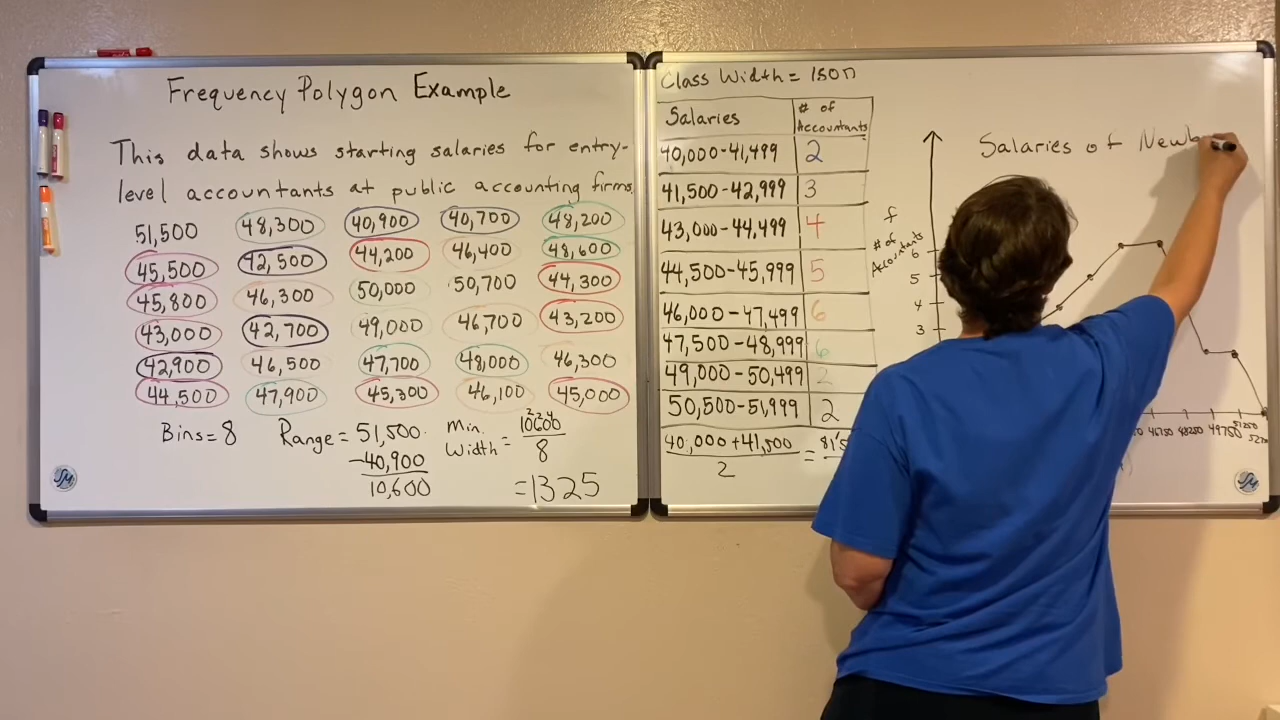 Frequency Polygon Example
This data shows starting salaries for entry-
level accountants at public accounting firms.
51,500 48,300 40,900 40,700 48,200
45,500 42,500 44,200 46,400 48,600
45,800 46,300 50,000 50,700 44,300
43,000 42,700 49,000 46,700 43,200
42,900 46,500 47,700 48,000 46,300
44,500 47,900 45,300 46,100 45,000
Bins = 8
Range = 51,500
-40,900
10,600
Min.
Width =
10600
8
= 1325
Class Width = 1500
Salaries # of Accountants
40,000-41,499 2
41,500-42,999 3
43,000-44,499 4
44,500-45,999 5
46,000-47,499 6
47,500-48,999 6
49,000-50,499 2
50,500-51,999 2
40,000+41,500
2
=
Salaries of Newb
f
# of
Accountants
6
5
4
3
46750 48250 49750 51250
SM
SM